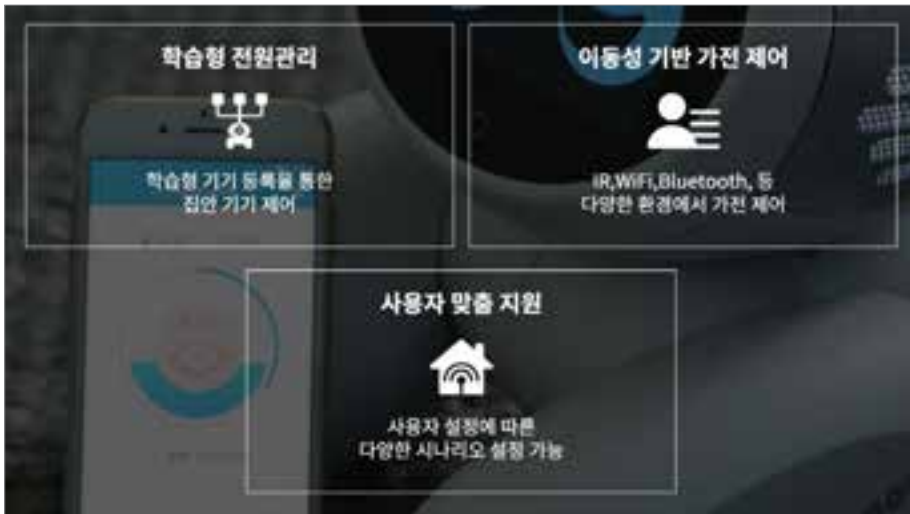 학습형 전원관리
학습형 기기 등록을 통한
집안 기기 제어
이동성 기반 가전 제어
IR,WiFi,Bluetooth, 등
다양한 환경에서 가전 제어
사용자 맞춤 지원
사용자 설정에 따른
다양한 시나리오 설정 가능